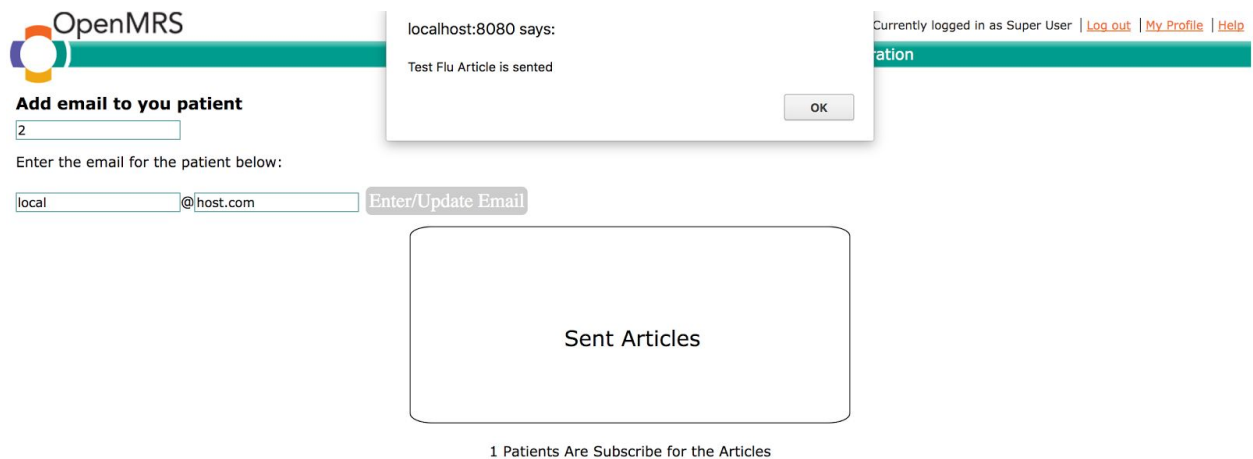 OpenMRS
Currently logged in as Super User | Log out | My Profile | Help
ration
localhost:8080 says:
Test Flu Article is sented
OK
Add email to you patient
2
Enter the email for the patient below:
local @ host.com Enter/Update Email
Sent Articles
1 Patients Are Subscribe for the Articles